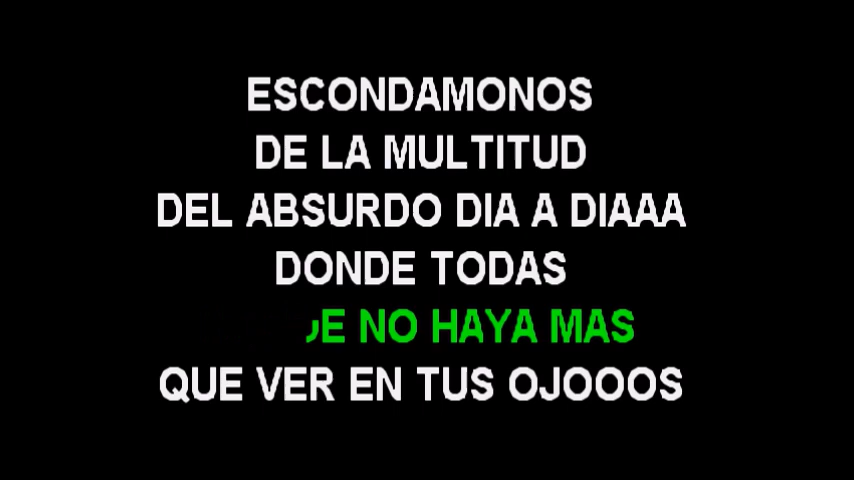 ESCONDAMONOS
DE LA MULTITUD
DEL ABSURDO DIA A DIAAA
DONDE TODAS
NO HAYA MAS
QUE VER EN TUS OJOOOS